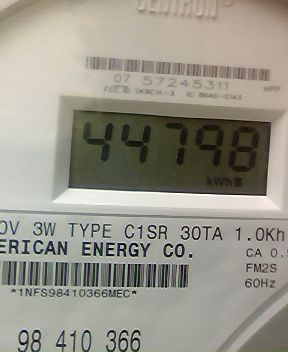 CENTRON®
07 57245311
44798
kWh
0V 3W TYPE C1SR 30TA 1.0Kh
ERICAN ENERGY CO.
CA 0.
FM2S
60Hz
*1NFS98410366MEC*
98 410 366